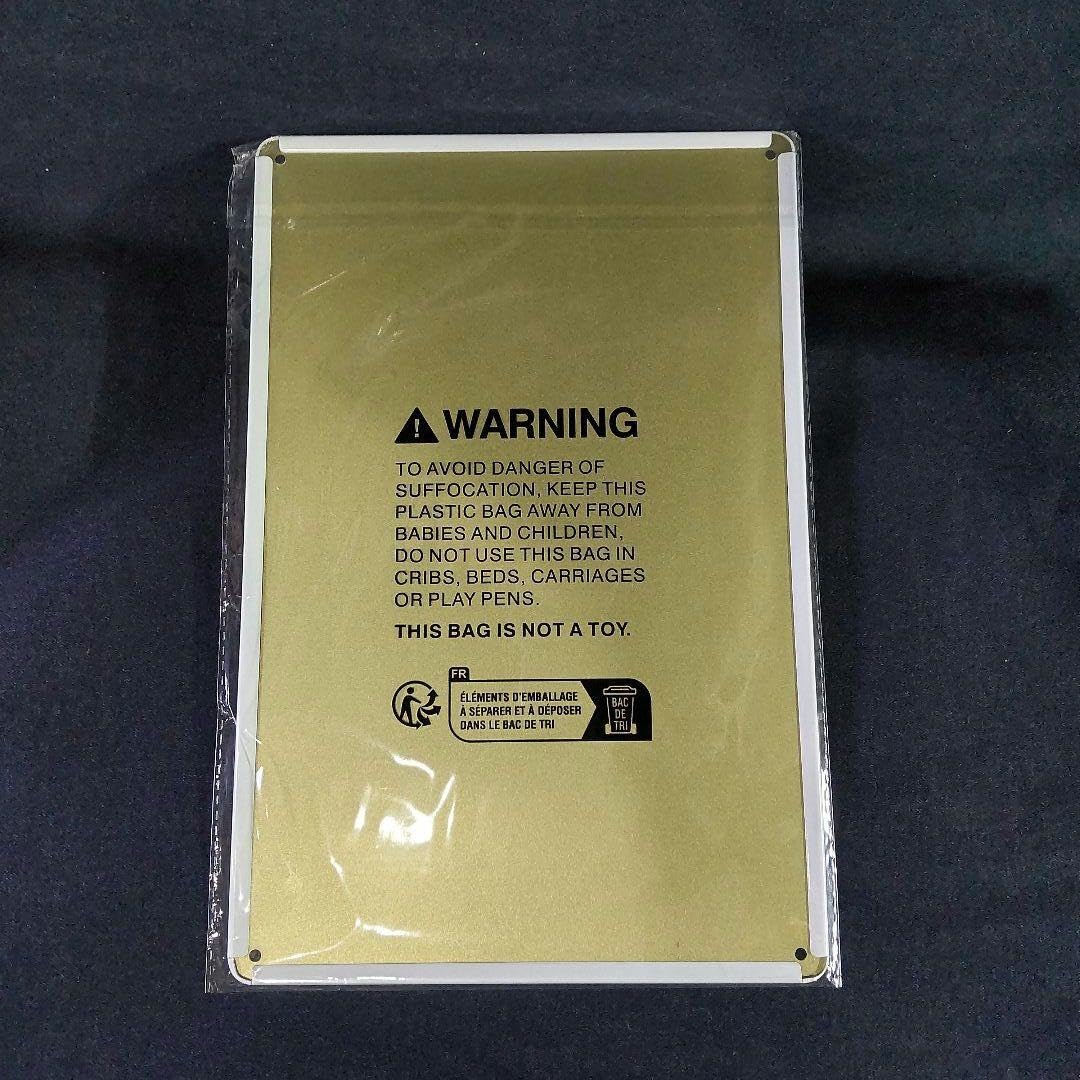 WARNING
TO AVOID DANGER OF
SUFFOCATION, KEEP THIS
PLASTIC BAG AWAY FROM
BABIES AND CHILDREN,
DO NOT USE THIS BAG IN
CRIBS, BEDS, CARRIAGES
OR PLAY PENS.
THIS BAG IS NOT A TOY.
FR
ÉLÉMENTS D'EMBALLAGE
À SÉPARER ET À DÉPOSER
DANS LE BAC DE TRI
BAC
DE
TRI